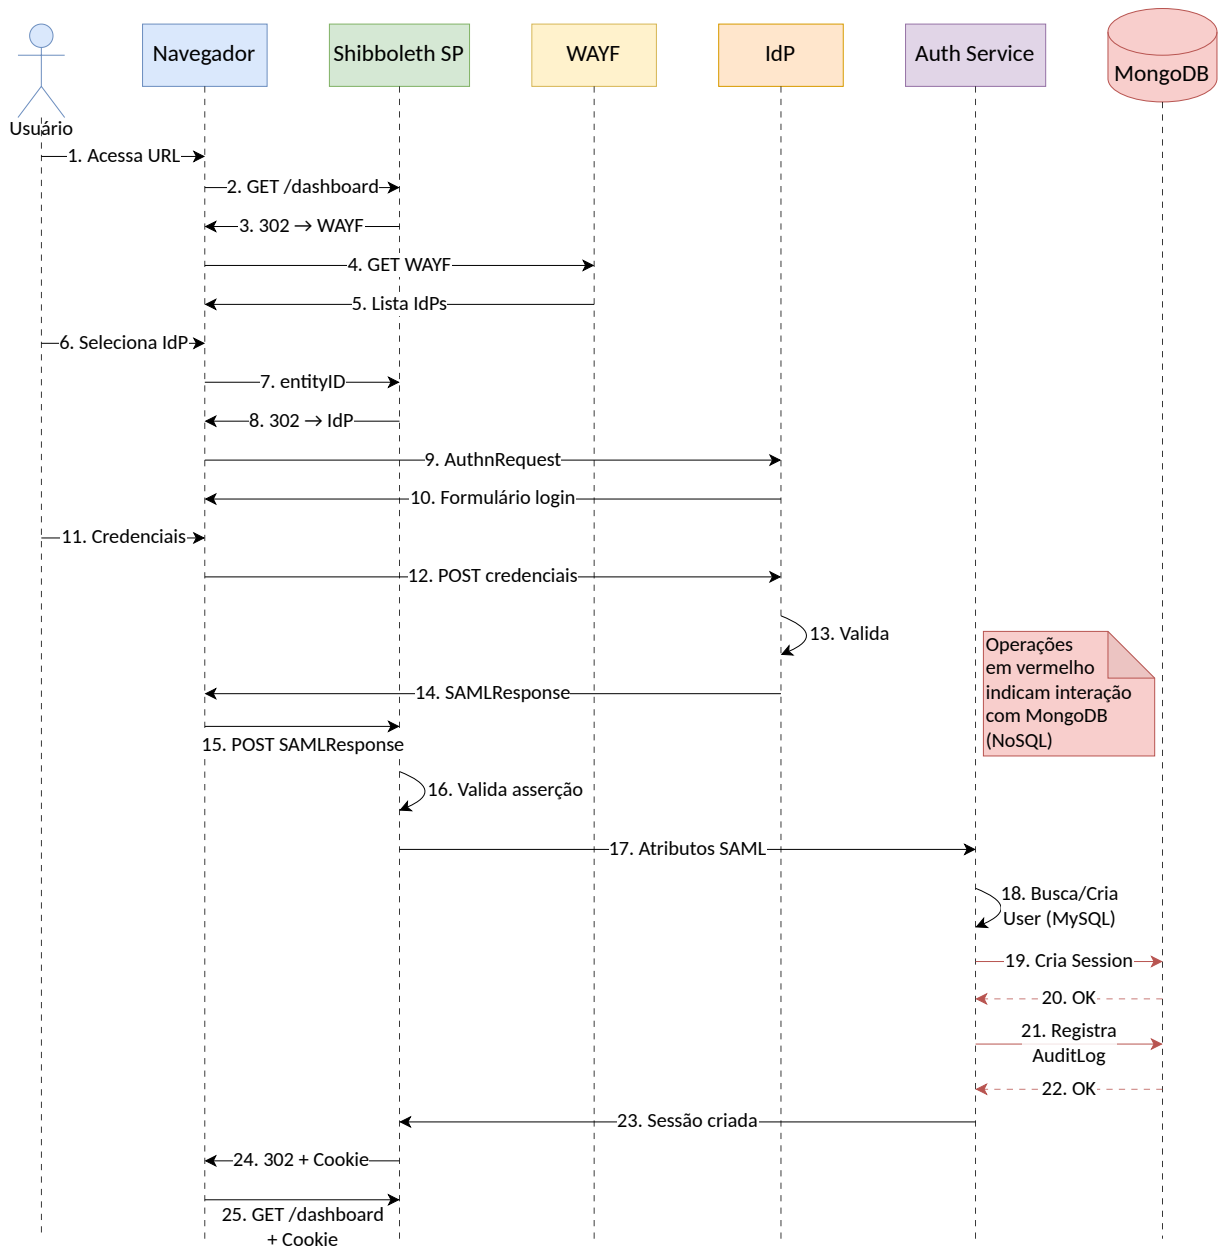 Navegador
Shibboleth SP
WAYF
IdP
Auth Service
MongoDB
Usuário
1. Acessa URL
2. GET /dashboard
3. 302 → WAYF
4. GET WAYF
5. Lista IdPs
6. Seleciona IdP
7. entityID
8. 302 → IdP
9. AuthnRequest
10. Formulário login
11. Credenciais
12. POST credenciais
13. Valida
Operações
em vermelho
indicam interação
com MongoDB
(NoSQL)
14. SAMLResponse
15. POST SAMLResponse
16. Valida asserção
17. Atributos SAML
18. Busca/Cria
User (MySQL)
19. Cria Session
20. OK
21. Registra
AuditLog
22. OK
23. Sessão criada
24. 302 + Cookie
25. GET /dashboard
+ Cookie